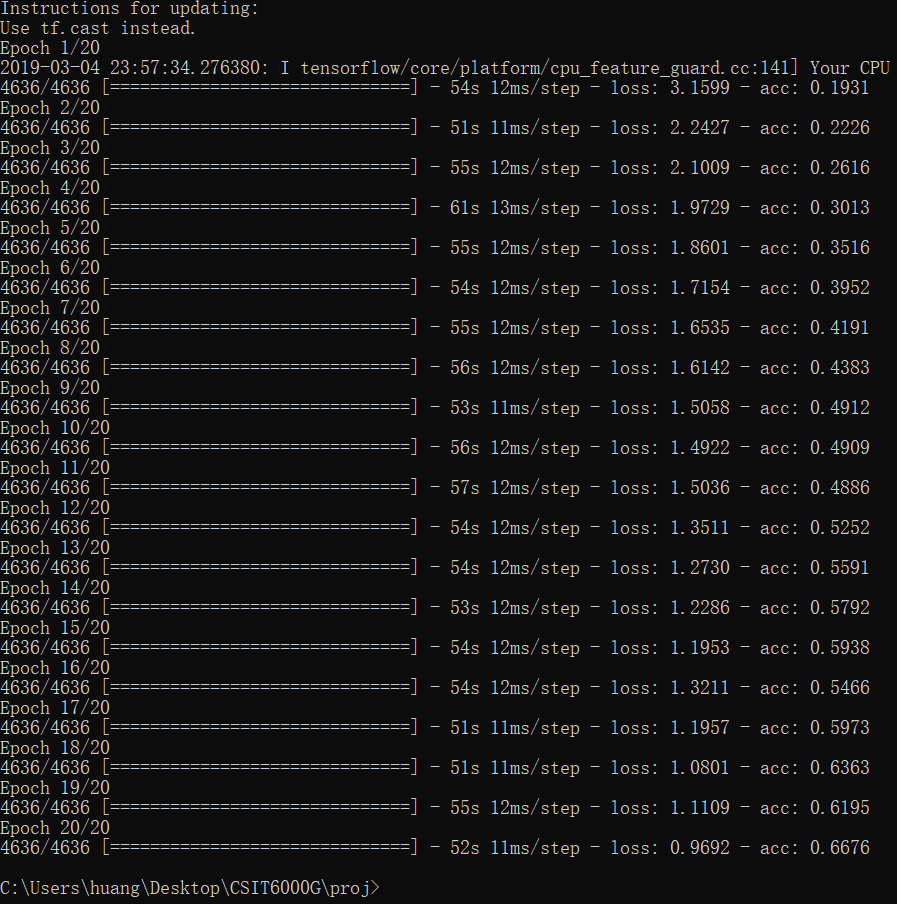 Instructions for updating:
Use tf.cast instead.
Epoch 1/20
2019-03-04 23:57:34.276380: I tensorflow/core/platform/cpu_feature_guard.cc:141] Your CPU
4636/4636 [==============================] - 54s 12ms/step - loss: 3.1599 - acc: 0.1931
Epoch 2/20
4636/4636 [==============================] - 51s 11ms/step - loss: 2.2427 - acc: 0.2226
Epoch 3/20
4636/4636 [==============================] - 55s 12ms/step - loss: 2.1009 - acc: 0.2616
Epoch 4/20
4636/4636 [==============================] - 61s 13ms/step - loss: 1.9729 - acc: 0.3013
Epoch 5/20
4636/4636 [==============================] - 55s 12ms/step - loss: 1.8601 - acc: 0.3516
Epoch 6/20
4636/4636 [==============================] - 54s 12ms/step - loss: 1.7154 - acc: 0.3952
Epoch 7/20
4636/4636 [==============================] - 55s 12ms/step - loss: 1.6535 - acc: 0.4191
Epoch 8/20
4636/4636 [==============================] - 56s 12ms/step - loss: 1.6142 - acc: 0.4383
Epoch 9/20
4636/4636 [==============================] - 53s 11ms/step - loss: 1.5058 - acc: 0.4912
Epoch 10/20
4636/4636 [==============================] - 56s 12ms/step - loss: 1.4922 - acc: 0.4909
Epoch 11/20
4636/4636 [==============================] - 57s 12ms/step - loss: 1.5036 - acc: 0.4886
Epoch 12/20
4636/4636 [==============================] - 54s 12ms/step - loss: 1.3511 - acc: 0.5252
Epoch 13/20
4636/4636 [==============================] - 54s 12ms/step - loss: 1.2730 - acc: 0.5591
Epoch 14/20
4636/4636 [==============================] - 53s 12ms/step - loss: 1.2286 - acc: 0.5792
Epoch 15/20
4636/4636 [==============================] - 54s 12ms/step - loss: 1.1953 - acc: 0.5938
Epoch 16/20
4636/4636 [==============================] - 54s 12ms/step - loss: 1.3211 - acc: 0.5466
Epoch 17/20
4636/4636 [==============================] - 51s 11ms/step - loss: 1.1957 - acc: 0.5973
Epoch 18/20
4636/4636 [==============================] - 51s 11ms/step - loss: 1.0801 - acc: 0.6363
Epoch 19/20
4636/4636 [==============================] - 55s 12ms/step - loss: 1.1109 - acc: 0.6195
Epoch 20/20
4636/4636 [==============================] - 52s 11ms/step - loss: 0.9692 - acc: 0.6676
C:\Users\huang\Desktop\CSIT6000G\proj>